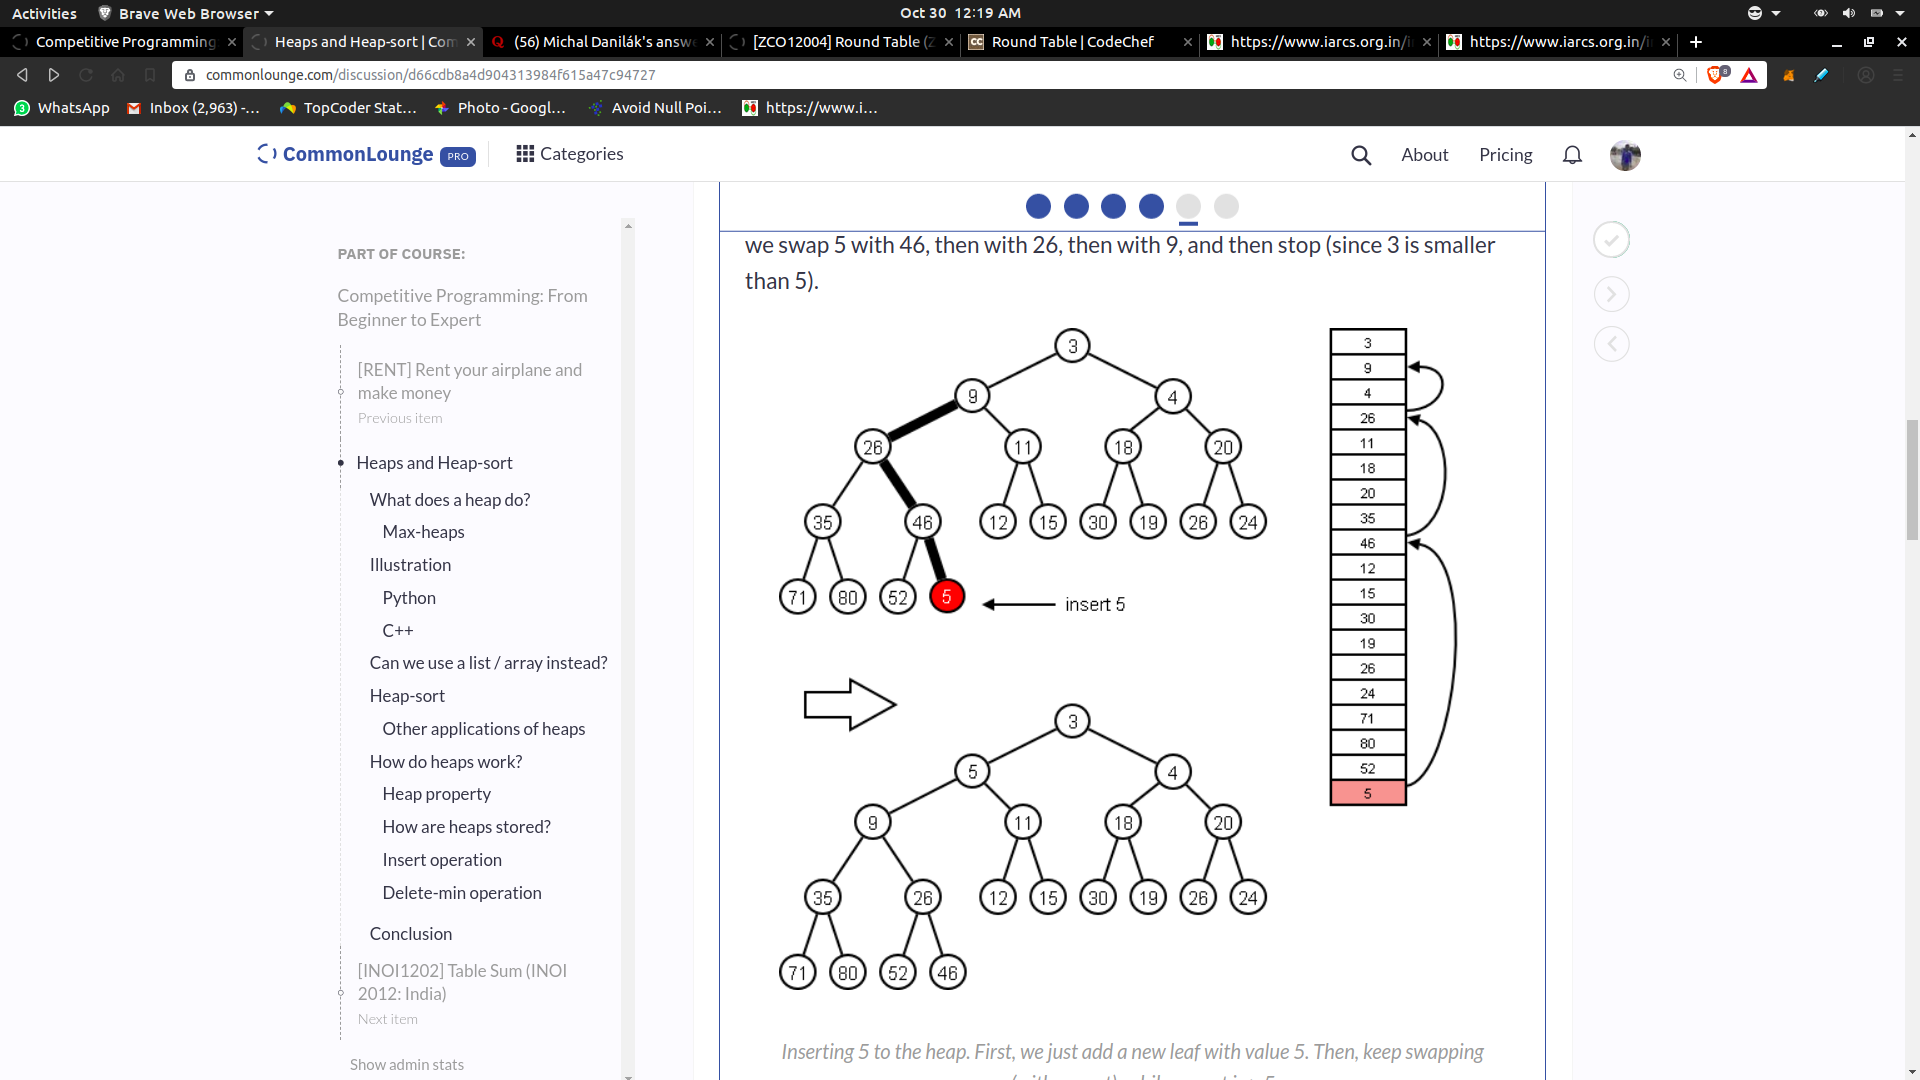 Activities Brave Web Browser Oct 30 12:19 AM
Competitive Programming Heaps and Heap-sort | Com (56) Michal Danilák's answ [ZCO12004] Round Table (Z Round Table | CodeChef https://www.iarcs.org.in/i https://www.iarcs.org.in/i
commonlounge.com/discussion/d66cdb8a4d904313984f615a47c94727 8
WhatsApp Inbox (2,963) -... TopCoder Stat... Photo - Googl... Avoid Null Poi... https://www.i...
CommonLounge PRO Categories About Pricing
PART OF COURSE:
Competitive Programming: From
Beginner to Expert
[RENT] Rent your airplane and
make money
Previous item
Heaps and Heap-sort
What does a heap do?
Max-heaps
Illustration
Python
C++
Can we use a list / array instead?
Heap-sort
Other applications of heaps
How do heaps work?
Heap property
How are heaps stored?
Insert operation
Delete-min operation
Conclusion
[INOI1202] Table Sum (INOI
2012: India)
Next item
Show admin stats
we swap 5 with 46, then with 26, then with 9, and then stop (since 3 is smaller
than 5).
3
9 4
26 11 18 20
35 46 12 15 30 19 26 24
71 80 52 5
insert 5
3
5 4
9 11 18 20
35 26 12 15 30 19 26 24
71 80 52 46
3
9
4
26
11
18
20
35
46
12
15
30
19
26
24
71
80
52
5
Inserting 5 to the heap. First, we just add a new leaf with value 5. Then, keep swapping